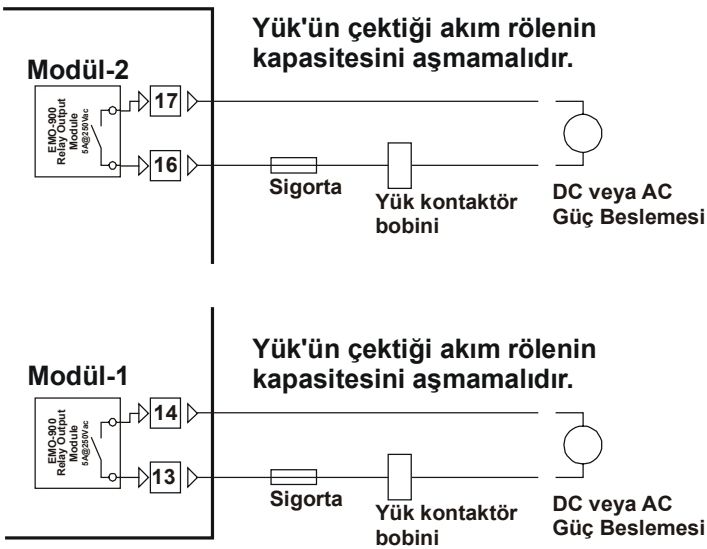 Yük'ün çektiği akım rölenin
kapasitesini aşmamalıdır.
Modül-2
EMO-900
Relay Output
Module
5A@250Vac
17
16
Sigorta
Yük kontaktör
bobini
DC veya AC
Güç Beslemesi
Yük'ün çektiği akım rölenin
kapasitesini aşmamalıdır.
Modül-1
EMO-900
Relay Output
Module
5A@250Vac
14
13
Sigorta
Yük kontaktör
bobini
DC veya AC
Güç Beslemesi